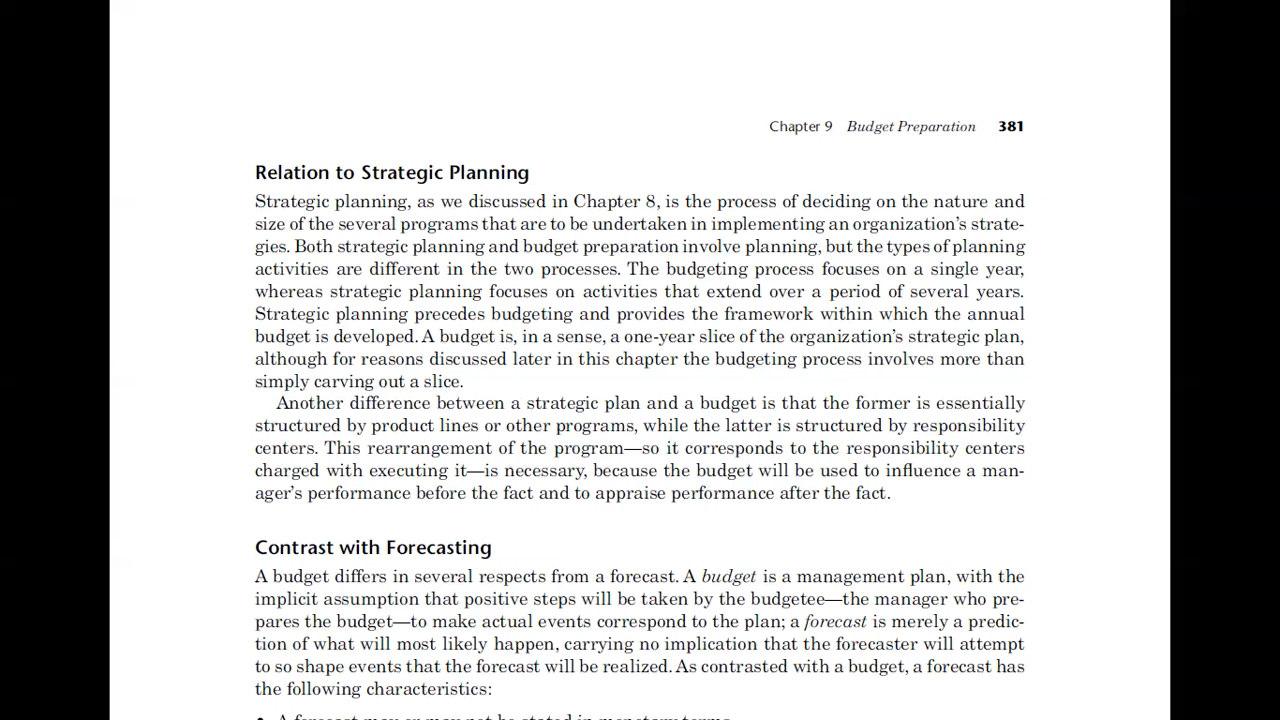 Chapter 9 Budget Preparation 381
Relation to Strategic Planning
Strategic planning, as we discussed in Chapter 8, is the process of deciding on the nature and
size of the several programs that are to be undertaken in implementing an organization's strate-
gies. Both strategic planning and budget preparation involve planning, but the types of planning
activities are different in the two processes. The budgeting process focuses on a single year,
whereas strategic planning focuses on activities that extend over a period of several years.
Strategic planning precedes budgeting and provides the framework within which the annual
budget is developed. A budget is, in a sense, a one-year slice of the organization's strategic plan,
although for reasons discussed later in this chapter the budgeting process involves more than
simply carving out a slice.
Another difference between a strategic plan and a budget is that the former is essentially
structured by product lines or other programs, while the latter is structured by responsibility
centers. This rearrangement of the program—so it corresponds to the responsibility centers
charged with executing it—is necessary, because the budget will be used to influence a man-
ager's performance before the fact and to appraise performance after the fact.
Contrast with Forecasting
A budget differs in several respects from a forecast. A budget is a management plan, with the
implicit assumption that positive steps will be taken by the budgetee—the manager who pre-
pares the budget—to make actual events correspond to the plan; a forecast is merely a predic-
tion of what will most likely happen, carrying no implication that the forecaster will attempt
to so shape events that the forecast will be realized. As contrasted with a budget, a forecast has
the following characteristics:
• A forecast may or may not be stated in monetary terms.